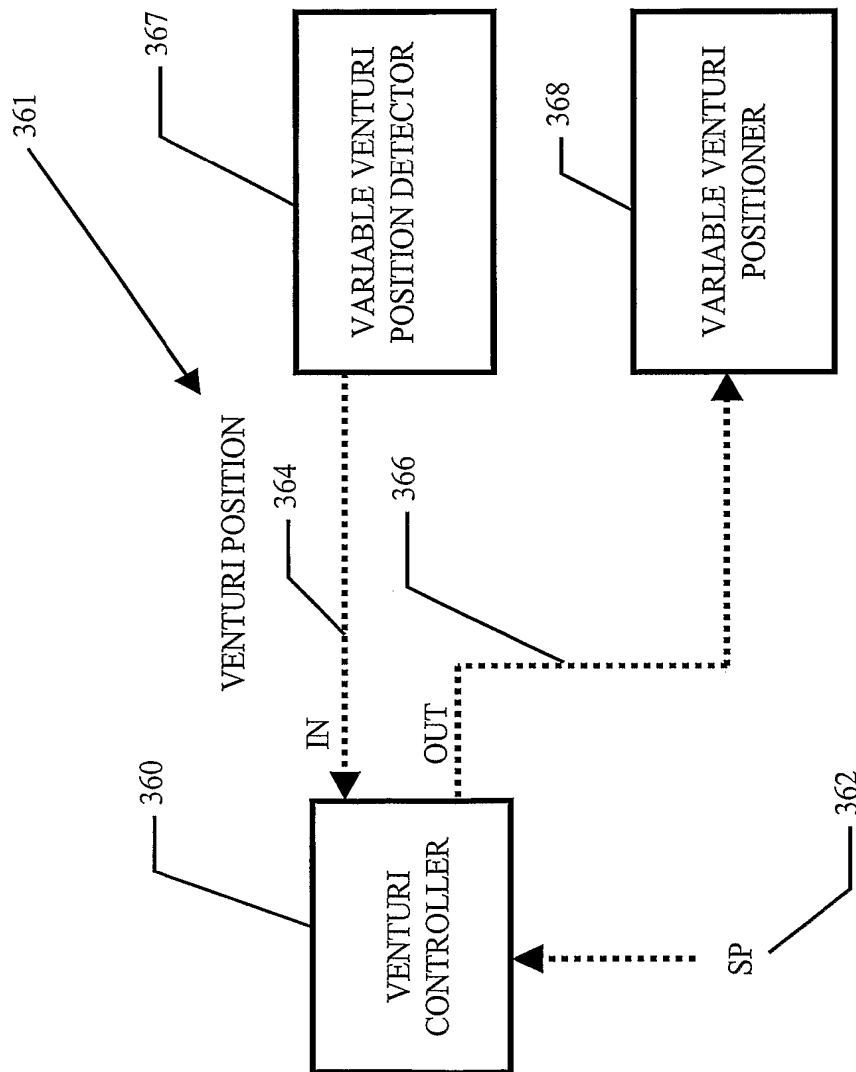 361
360
367
VENTURI POSITION
364
IN
VARIABLE VENTURI
POSITION DETECTOR
VENTURI
CONTROLLER
366
OUT
368
VARIABLE VENTURI
POSITIONER
SP
362